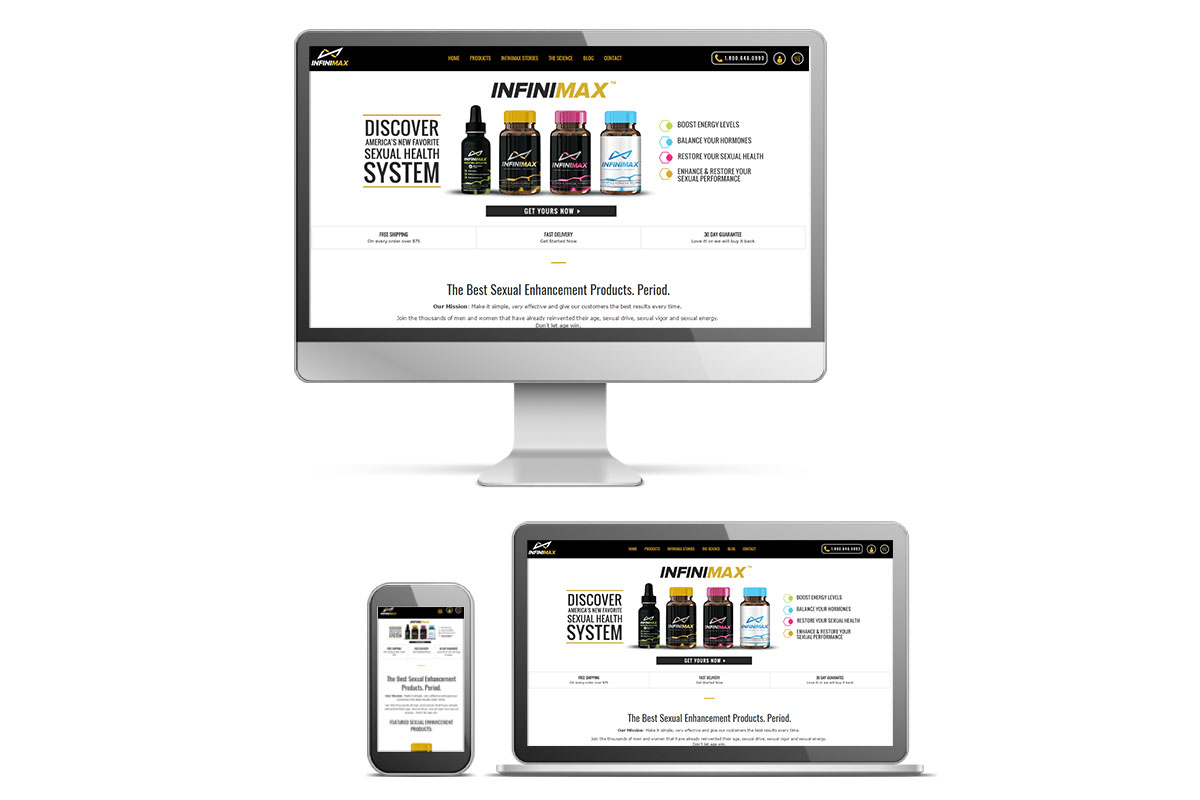 INFINIMAX
HOME PRODUCTS INFINIMAX STORIES THE SCIENCE BLOG CONTACT
1.800.646.0993
INFINIMAX™
DISCOVER
AMERICA'S NEW FAVORITE
SEXUAL HEALTH
SYSTEM
INFINIMAX INFINIMAX INFINIMAX INFINIMAX
BOOST ENERGY LEVELS
BALANCE YOUR HORMONES
RESTORE YOUR SEXUAL HEALTH
ENHANCE & RESTORE YOUR
SEXUAL PERFORMANCE
GET YOURS NOW
FREE SHIPPING
On every order over $75
FAST DELIVERY
Get Started Now
30 DAY GUARANTEE
Love it! or we will buy it back
The Best Sexual Enhancement Products. Period.
Our Mission: Make it simple, very effective and give our customers the best results every time.
Join the thousands of men and women that have already reinvented their age, sexual drive, sexual vigor and sexual energy.
Don't let age win.
INFINIMAX
INFINIMAX
FREE SHIPPING
FAST DELIVERY
30 DAY GUARANTEE
The Best Sexual Enhancement
Products. Period.
FEATURED SEXUAL ENHANCEMENT
PRODUCTS
INFINIMAX
HOME PRODUCTS INFINIMAX STORIES THE SCIENCE BLOG CONTACT
1.800.646.0993
INFINIMAX™
DISCOVER
AMERICA'S NEW FAVORITE
SEXUAL HEALTH
SYSTEM
INFINIMAX INFINIMAX INFINIMAX INFINIMAX
BOOST ENERGY LEVELS
BALANCE YOUR HORMONES
RESTORE YOUR SEXUAL HEALTH
ENHANCE & RESTORE YOUR
SEXUAL PERFORMANCE
GET YOURS NOW
FREE SHIPPING
On every order over $75
FAST DELIVERY
Get Started Now
30 DAY GUARANTEE
Love it! or we will buy it back
The Best Sexual Enhancement Products. Period.
Our Mission: Make it simple, very effective and give our customers the best results every time.
Join the thousands of men and women that have already reinvented their age, sexual drive, sexual vigor and sexual energy.
Don't let age win.